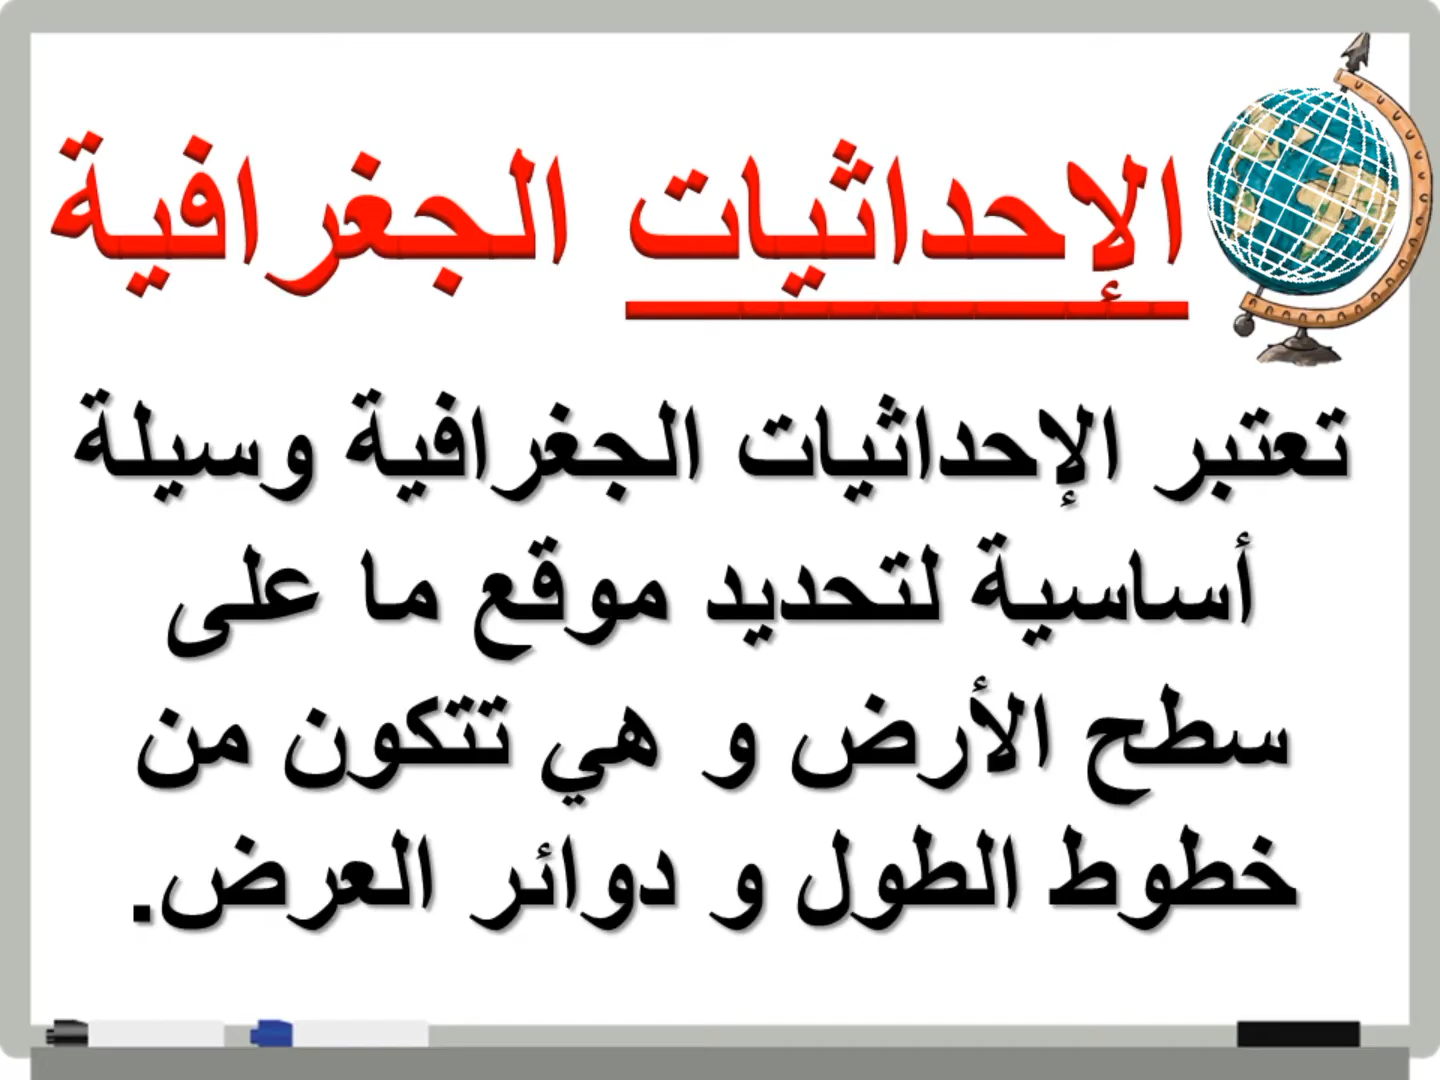 الإحداثيات الجغرافية
تعتبر الإحداثيات الجغرافية وسيلة
أساسية لتحديد موقع ما على
سطح الأرض و هي تتكون من
خطوط الطول و دوائر العرض.